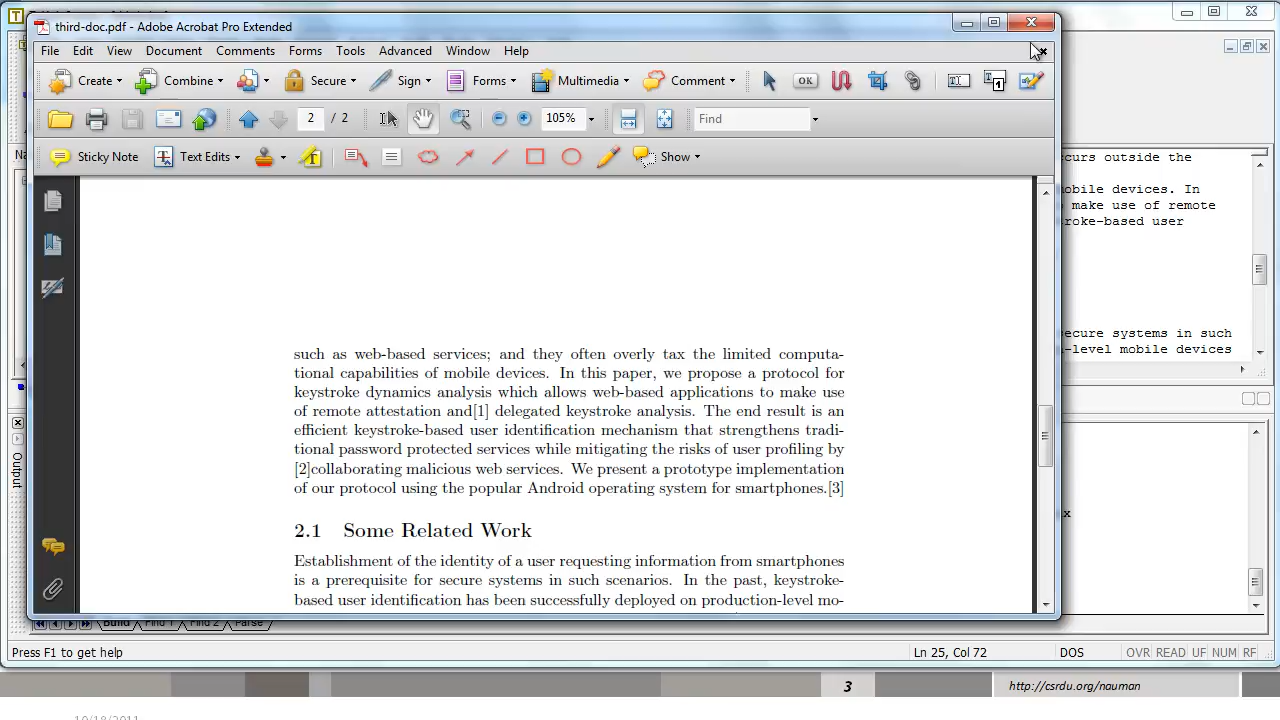 third-doc.pdf - Adobe Acrobat Pro Extended
File Edit View Document Comments Forms Tools Advanced Window Help
Create Combine Secure Sign Forms Multimedia Comment OK
2 / 2 105% Find
Sticky Note Text Edits Show
such as web-based services; and they often overly tax the limited computa-
tional capabilities of mobile devices. In this paper, we propose a protocol for
keystroke dynamics analysis which allows web-based applications to make use
of remote attestation and[1] delegated keystroke analysis. The end result is an
efficient keystroke-based user identification mechanism that strengthens tradi-
tional password protected services while mitigating the risks of user profiling by
[2]collaborating malicious web services. We present a prototype implementation
of our protocol using the popular Android operating system for smartphones.[3]
2.1 Some Related Work
Establishment of the identity of a user requesting information from smartphones
is a prerequisite for secure systems in such scenarios. In the past, keystroke-
based user identification has been successfully deployed on production-level mo-
curs outside the
mobile devices. In
make use of remote
troke-based user
ecure systems in such
-level mobile devices
x
Output
Build Find 1 Find 2 Parse
Press F1 to get help Ln 25, Col 72 DOS OVR READ UF NUM RF
3 http://csrdu.org/nauman
10/18/2011